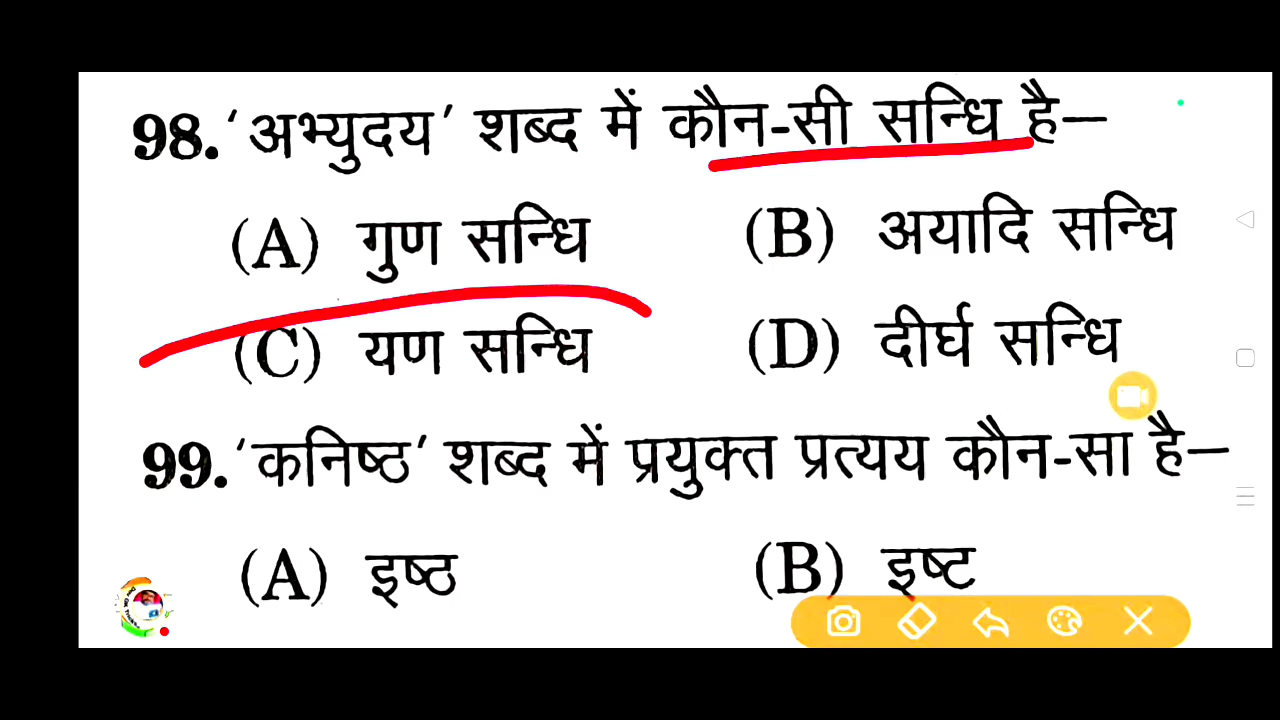 98. 'अभ्युदय' शब्द में कौन-सी सन्धि है–
(A) गुण सन्धि (B) अयादि सन्धि
(C) यण सन्धि (D) दीर्घ सन्धि
99. 'कनिष्ठ' शब्द में प्रयुक्त प्रत्यय कौन-सा है–
(A) इष्ठ (B) इष्ट